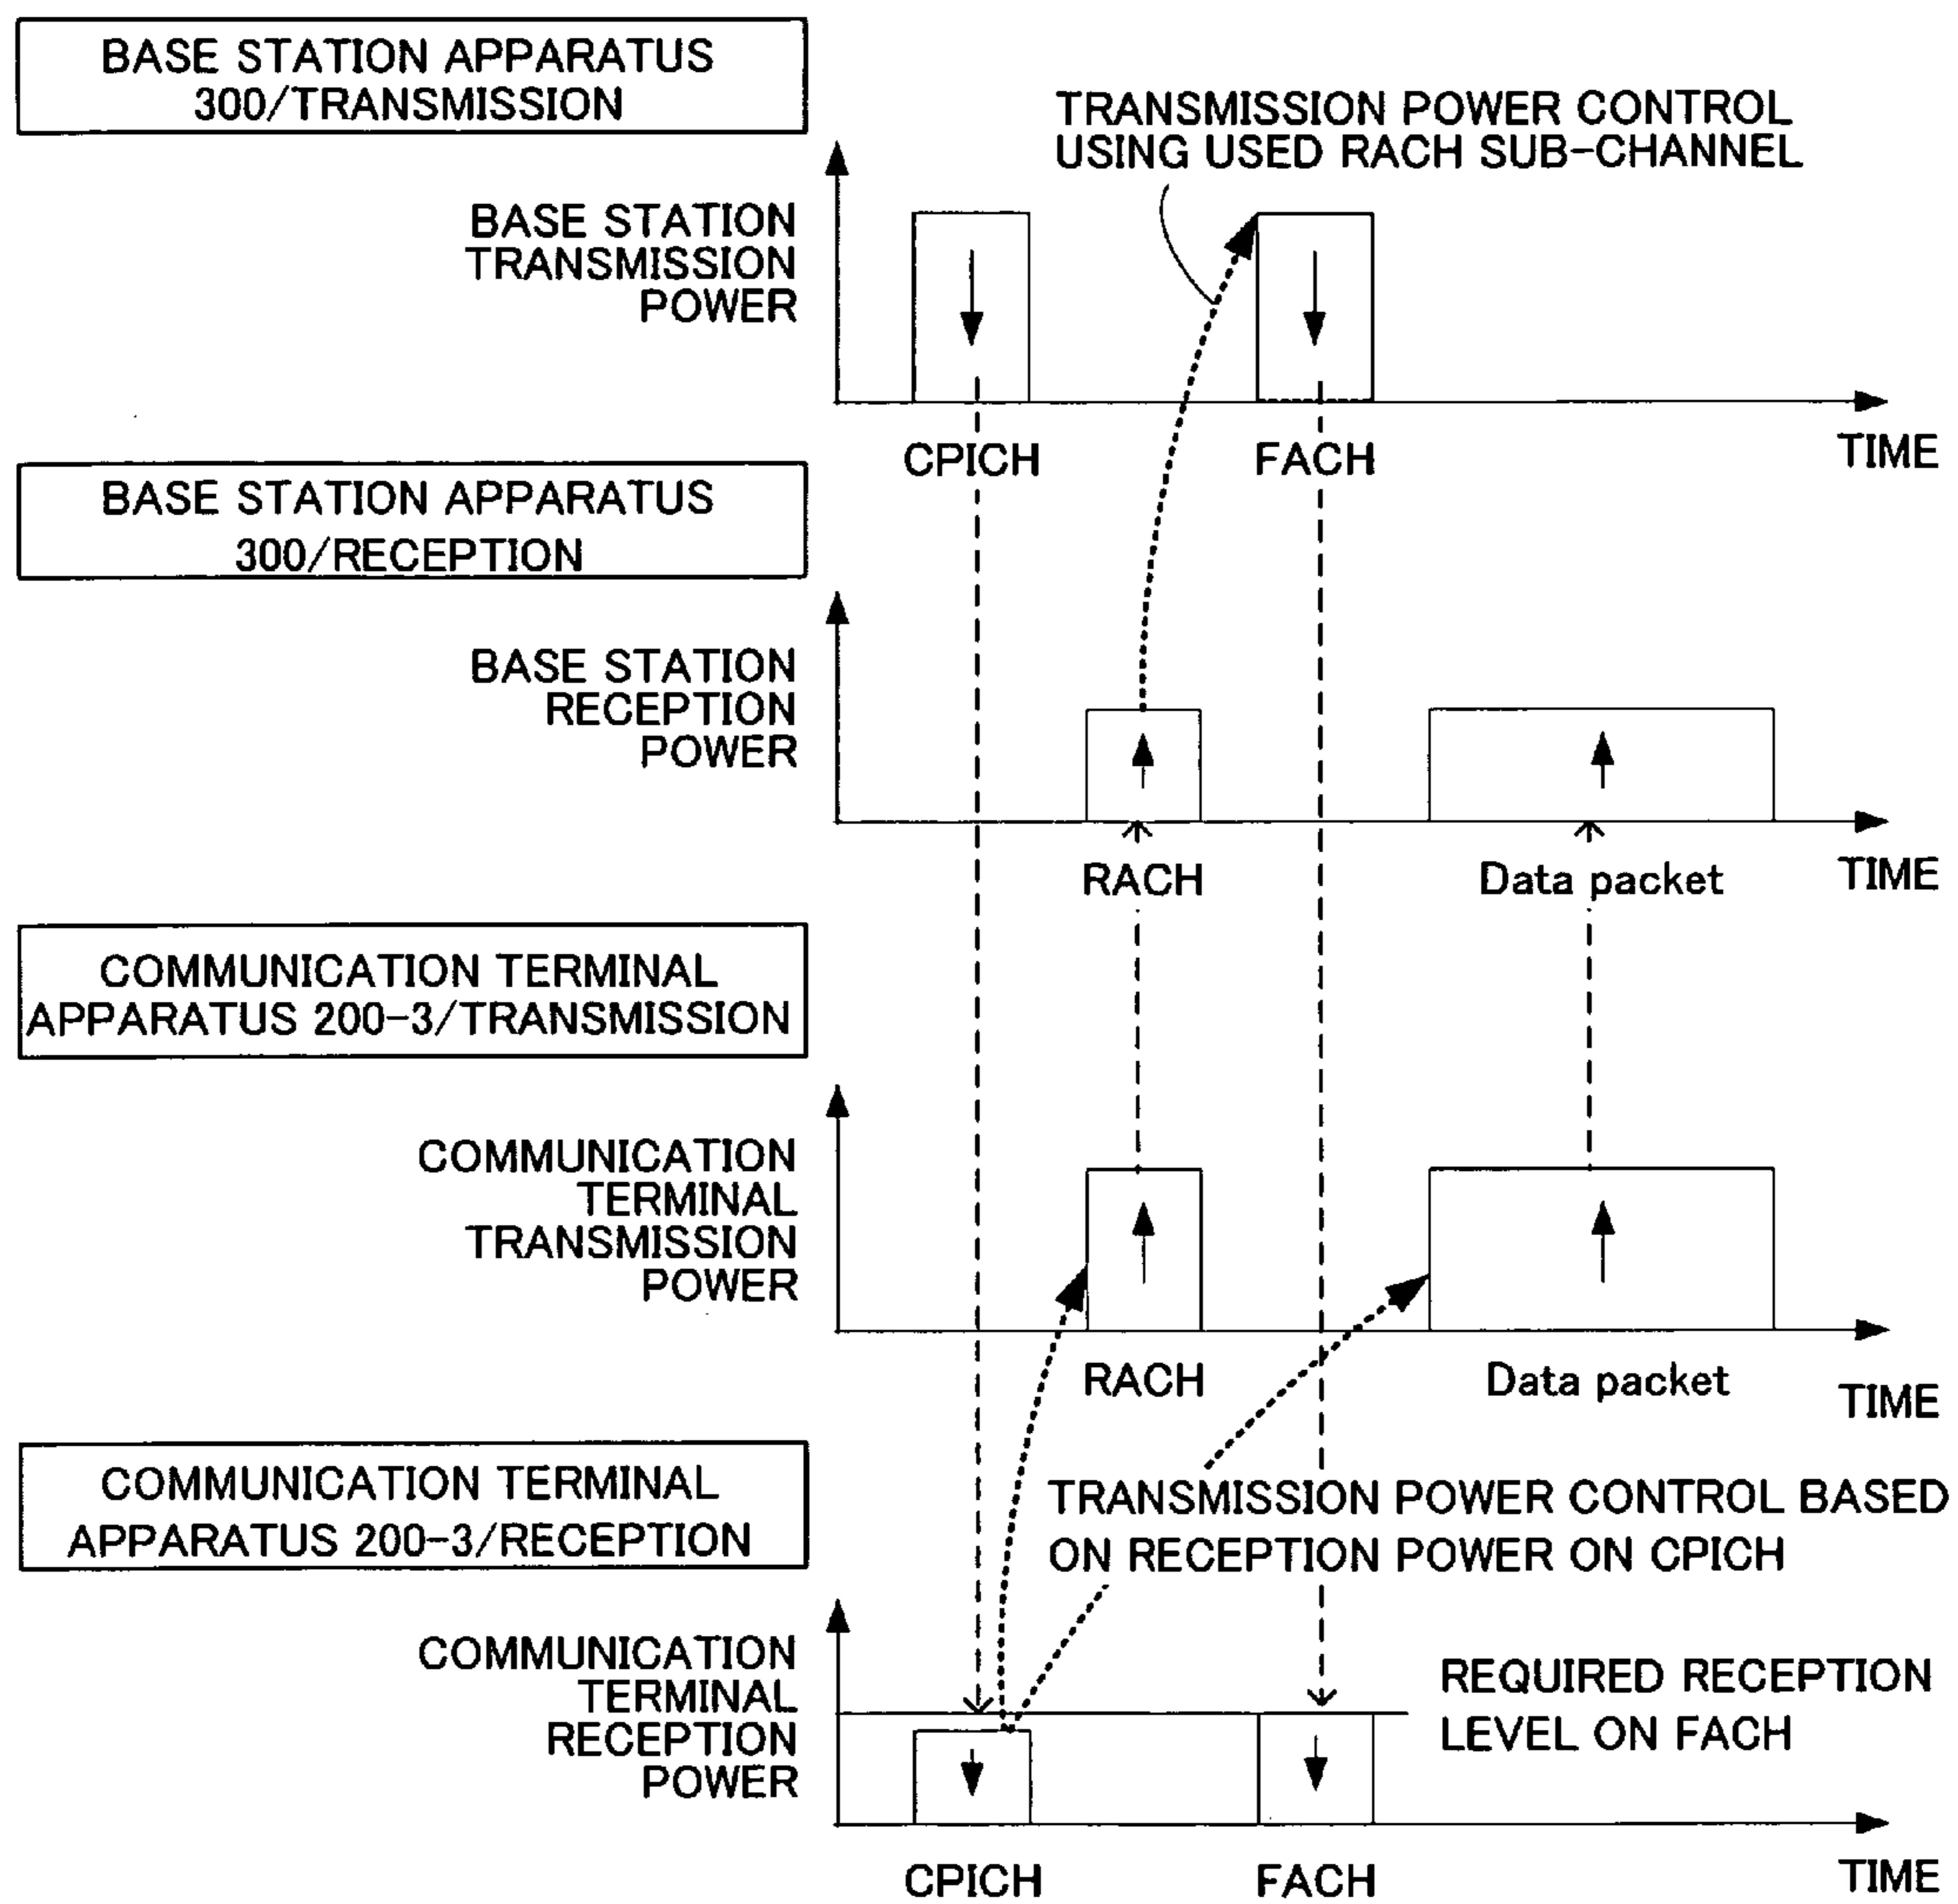 BASE STATION APPARATUS
300/TRANSMISSION
TRANSMISSION POWER CONTROL
USING USED RACH SUB-CHANNEL
BASE STATION
TRANSMISSION
POWER
CPICH
FACH
TIME
BASE STATION APPARATUS
300/RECEPTION
BASE STATION
RECEPTION
POWER
RACH
Data packet
TIME
COMMUNICATION TERMINAL
APPARATUS 200-3/TRANSMISSION
COMMUNICATION
TERMINAL
TRANSMISSION
POWER
RACH
Data packet
TIME
COMMUNICATION TERMINAL
APPARATUS 200-3/RECEPTION
TRANSMISSION POWER CONTROL BASED
ON RECEPTION POWER ON CPICH
COMMUNICATION
TERMINAL
RECEPTION
POWER
REQUIRED RECEPTION
LEVEL ON FACH
CPICH
FACH
TIME